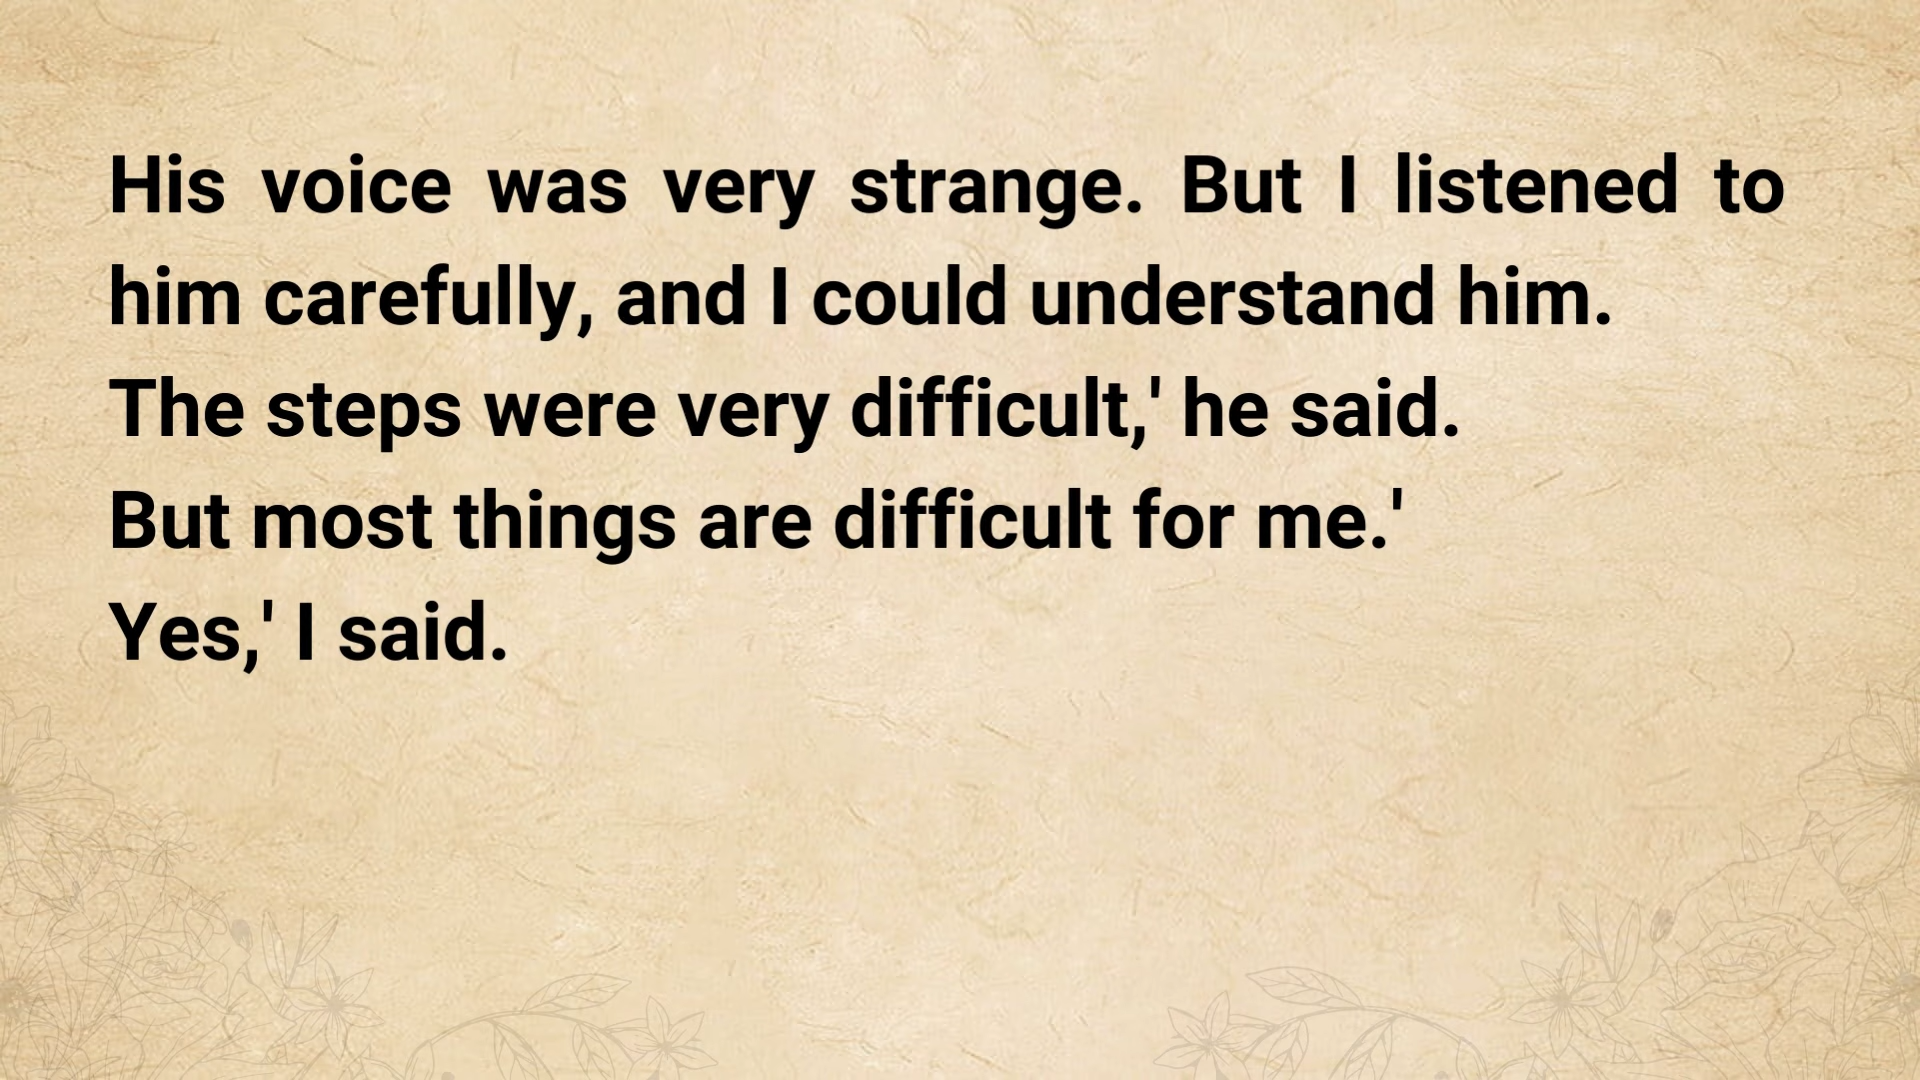 His voice was very strange. But I listened to
him carefully, and I could understand him.
The steps were very difficult,' he said.
But most things are difficult for me.'
Yes,' I said.